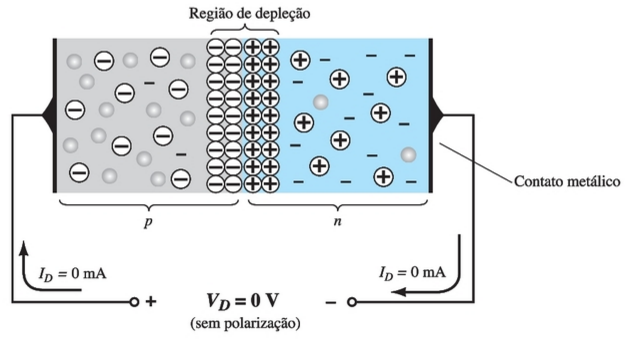 Região de depleção
Contato metálico
p
n
I_D = 0 mA
I_D = 0 mA
+
V_D = 0 V
–
(sem polarização)